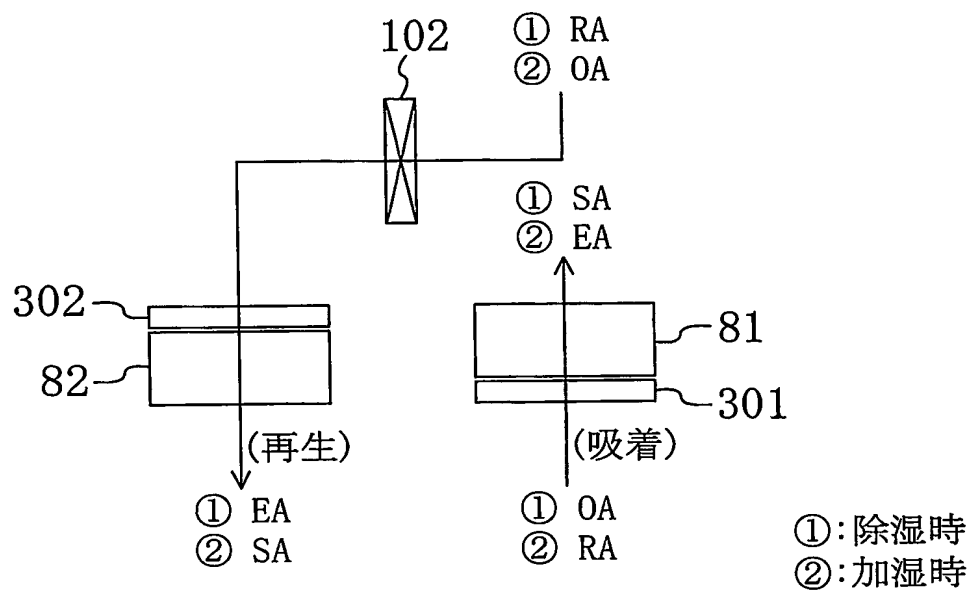 102
① RA
② OA
① SA
② EA
302
82
81
301
(再生)
(吸着)
① EA
② SA
① OA
② RA
①:除湿時
②:加湿時